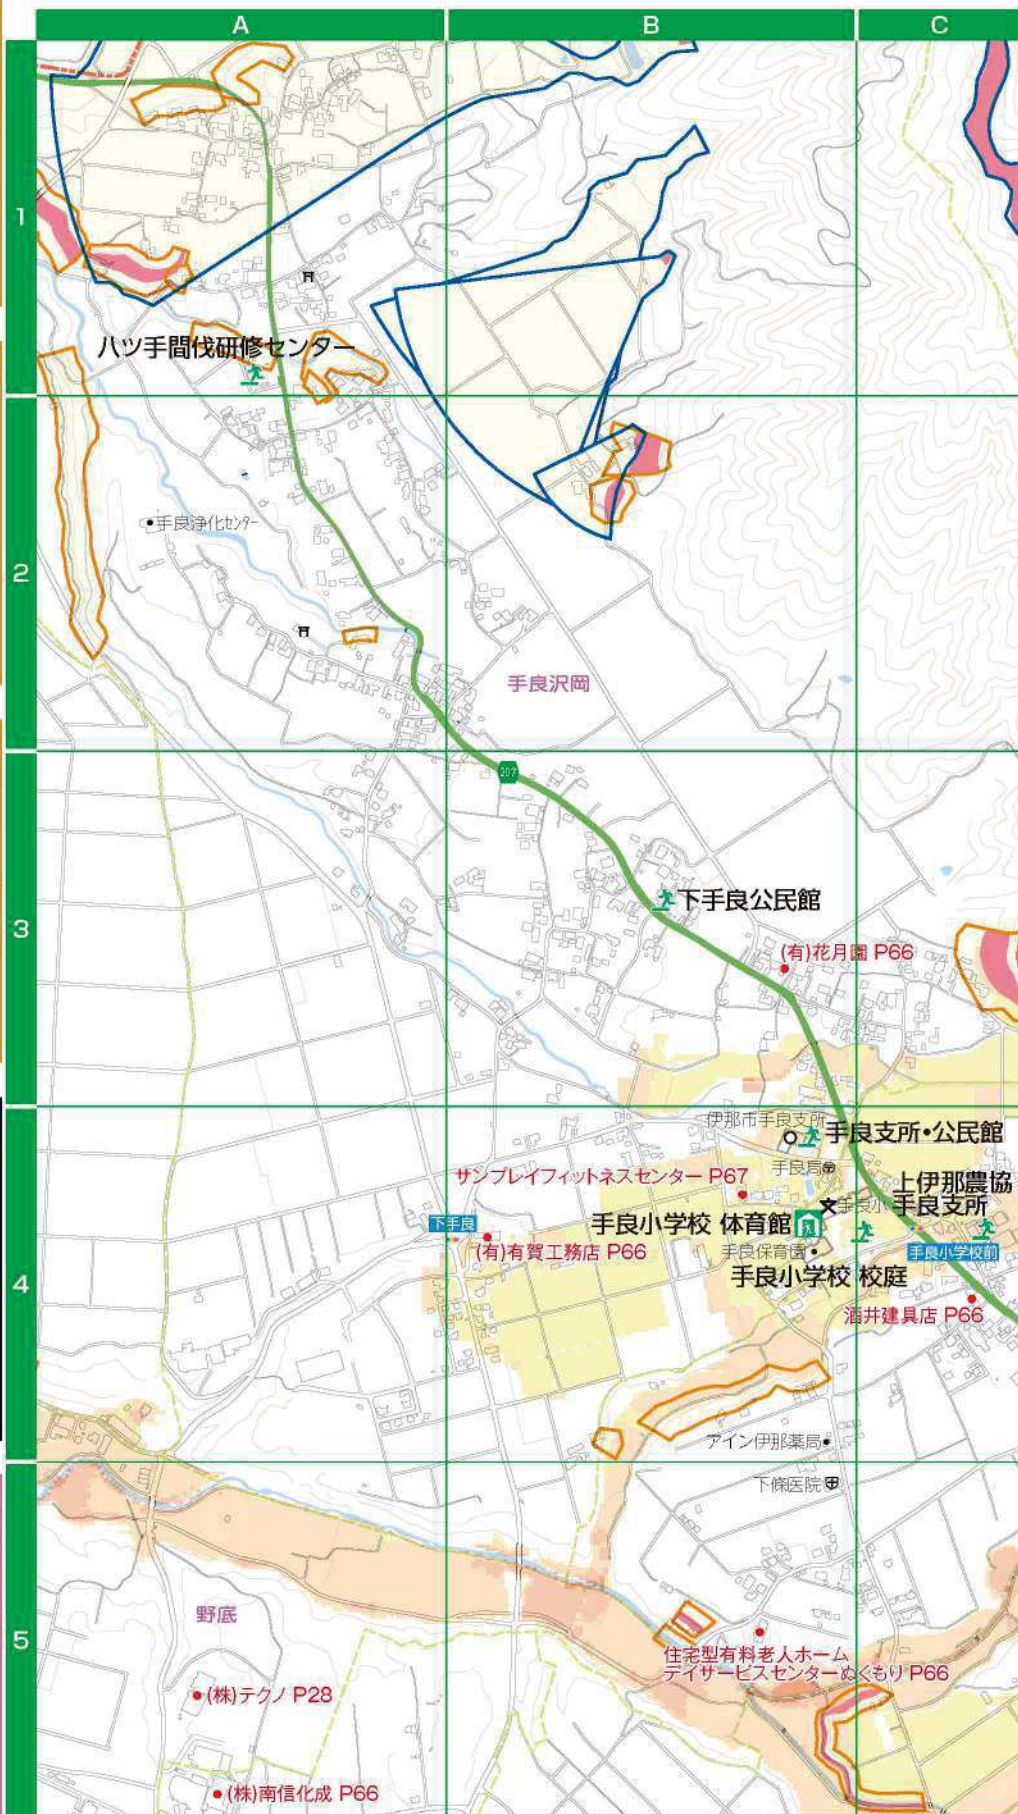 A
B
C
1
八ツ手間伐研修センター
手良浄化センター
2
手良沢岡
207
3
下手良公民館
(有)花月園 P66
伊那市手良支所
手良支所・公民館
手良局
サンプレイフィットネスセンター P67
上伊那農協
手良支所
手良小
手良小学校 体育館
下手良
(有)有賀工務店 P66
手良保育園
手良小学校前
4
手良小学校 校庭
酒井建具店 P66
アイン伊那薬局
下條医院
野底
5
住宅型有料老人ホーム
デイサービスセンターぬくもり P66
(株)テクノ P28
(株)南信化成 P66